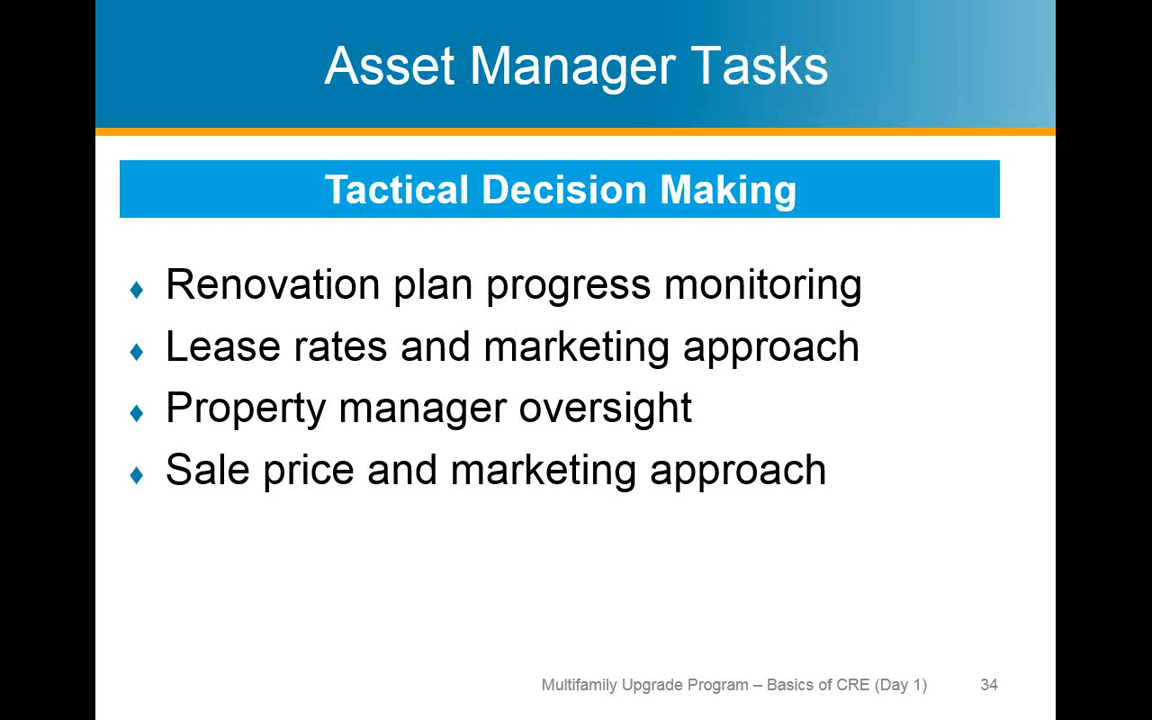 Asset Manager Tasks
Tactical Decision Making
♦ Renovation plan progress monitoring
♦ Lease rates and marketing approach
♦ Property manager oversight
♦ Sale price and marketing approach
Multifamily Upgrade Program – Basics of CRE (Day 1) 34